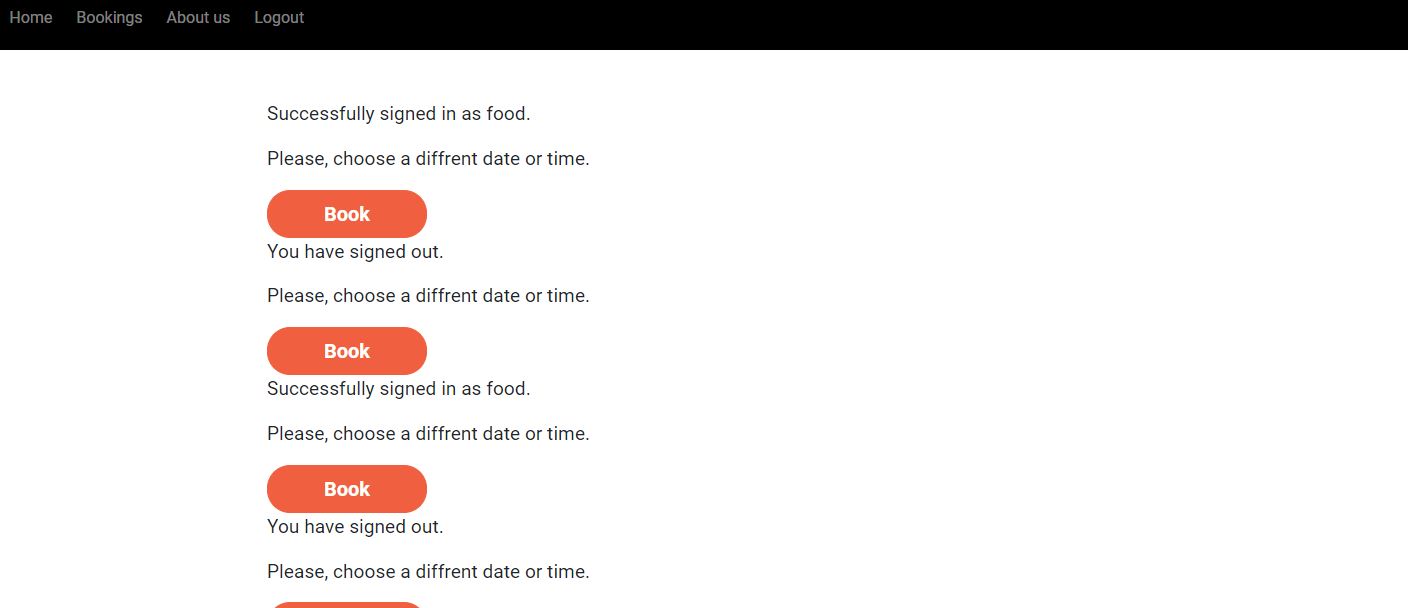 Home Bookings About us Logout
Successfully signed in as food.
Please, choose a diffrent date or time.
Book
You have signed out.
Please, choose a diffrent date or time.
Book
Successfully signed in as food.
Please, choose a diffrent date or time.
Book
You have signed out.
Please, choose a diffrent date or time.